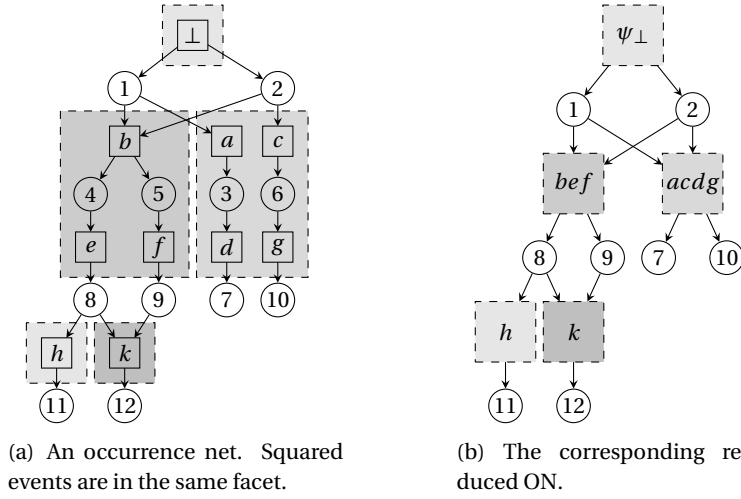 ⊥
ψ⊥
1 2
1 2
b a c
bef acdg
4 5 3 6
e f d g
8 9 7 10
8 9 7 10
h k
h k
11 12
11 12
(a) An occurrence net. Squared
events are in the same facet.
(b) The corresponding re
duced ON.